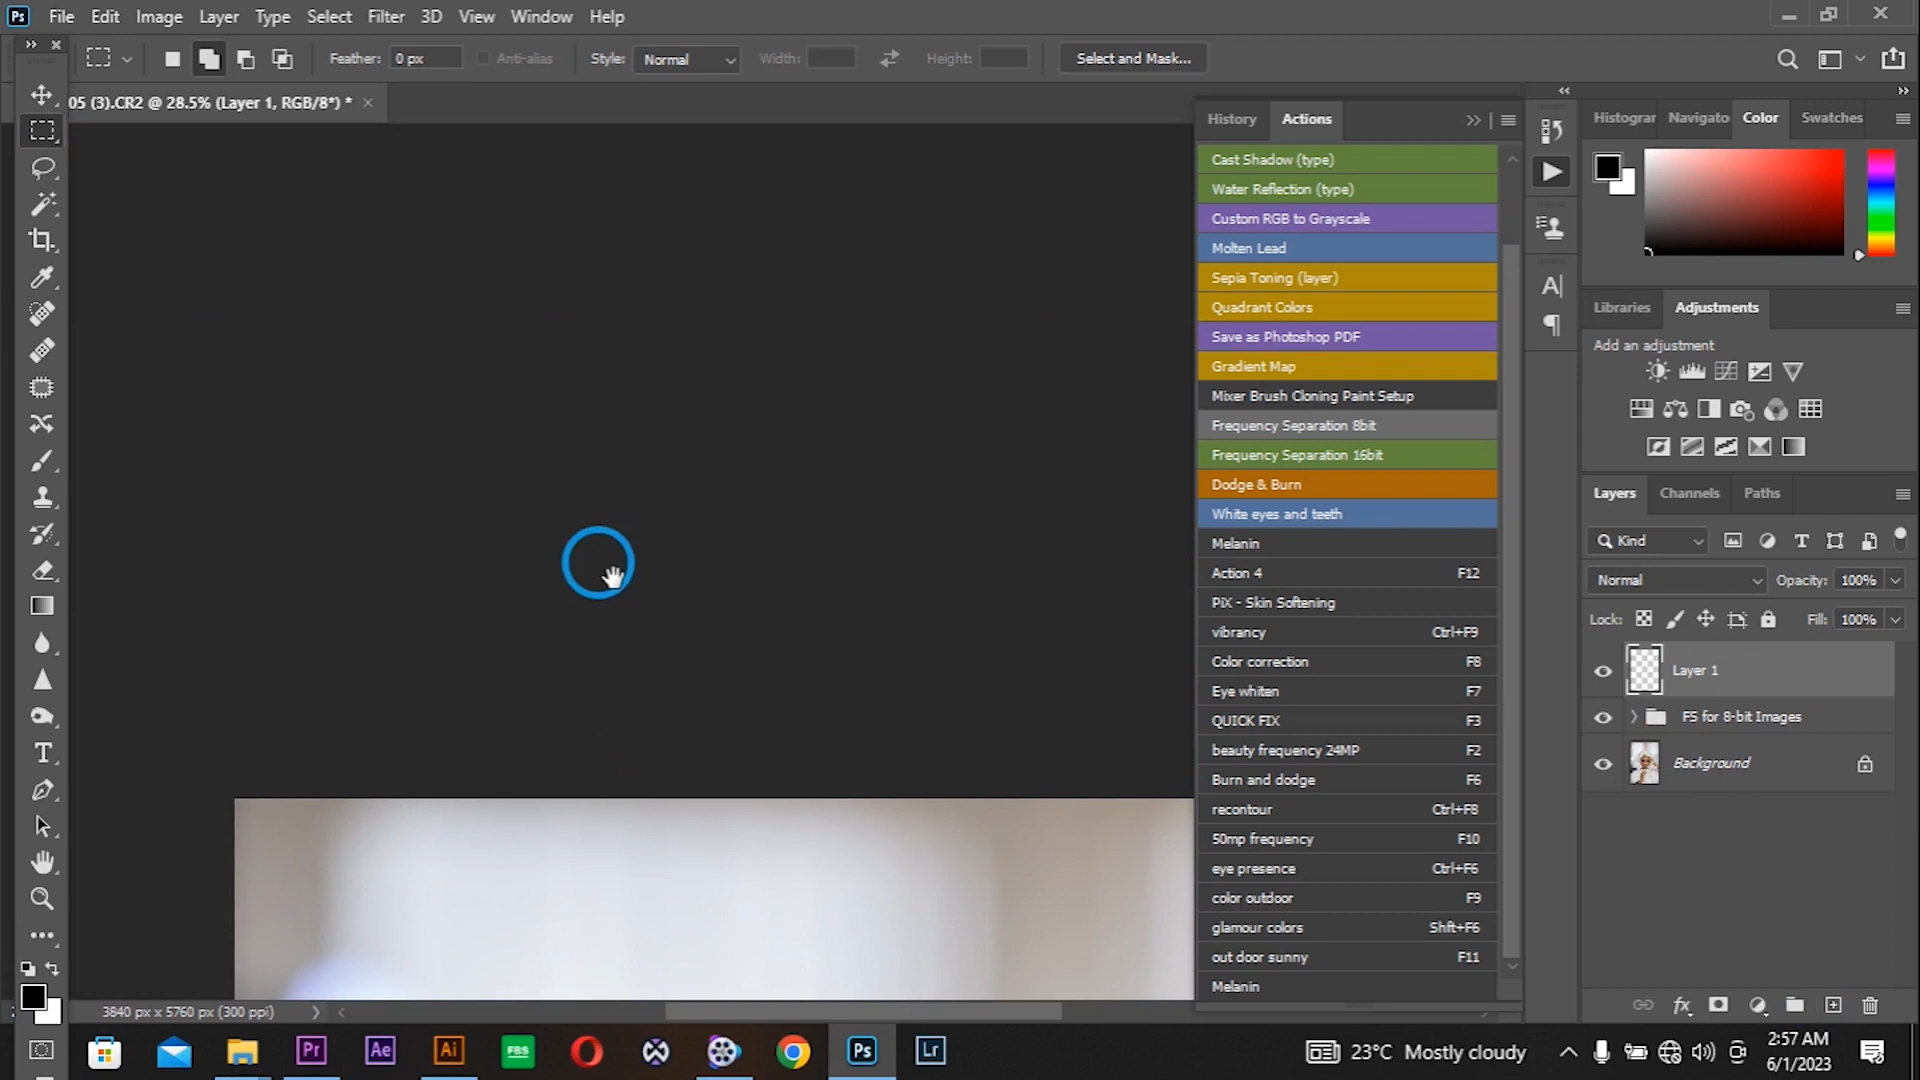 Ps File Edit Image Layer Type Select Filter 3D View Window Help
Feather: 0 px Anti-alias Style: Normal Width: Height: Select and Mask...
05 (3).CR2 @ 28.5% (Layer 1, RGB/8*) *
History Actions
Cast Shadow (type)
Water Reflection (type)
Custom RGB to Grayscale
Molten Lead
Sepia Toning (layer)
Quadrant Colors
Save as Photoshop PDF
Gradient Map
Mixer Brush Cloning Paint Setup
Frequency Separation 8bit
Frequency Separation 16bit
Dodge & Burn
White eyes and teeth
Melanin
Action 4 F12
PiX - Skin Softening
vibrancy Ctrl+F9
Color correction F8
Eye whiten F7
QUICK FIX F3
beauty frequency 24MP F2
Burn and dodge F6
recontour Ctrl+F8
50mp frequency F10
eye presence Ctrl+F6
color outdoor F9
glamour colors Shft+F6
out door sunny F11
Melanin
Histogram Navigato Color Swatches
Libraries Adjustments
Add an adjustment
Layers Channels Paths
Kind
Normal Opacity: 100%
Lock: Fill: 100%
Layer 1
FS for 8-bit Images
Background
3840 px x 5760 px (300 ppi)
Pr Ae Ai FBS Ps Lr
23°C Mostly cloudy
2:57 AM
6/1/2023